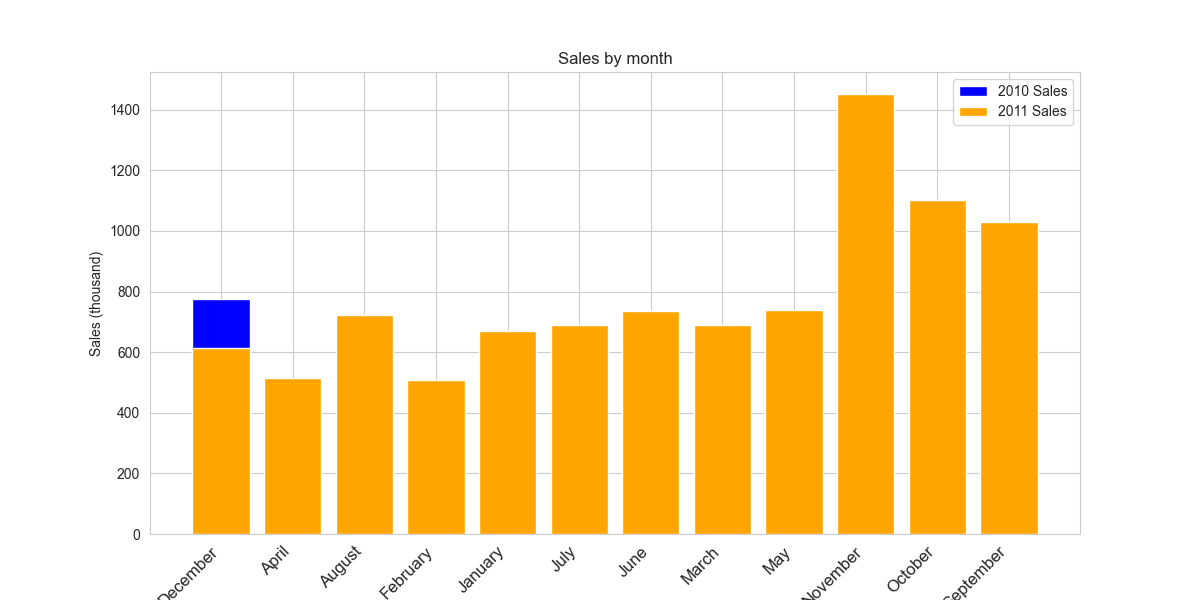 Sales by month
2010 Sales
2011 Sales
Sales (thousand)
1400
1200
1000
800
600
400
200
0
December
April
August
February
January
July
June
March
May
November
October
September